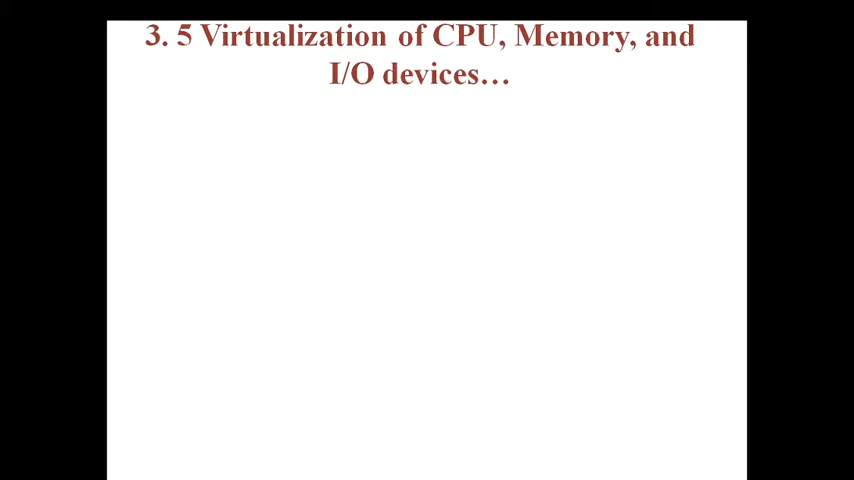 3. 5 Virtualization of CPU, Memory, and
I/O devices…